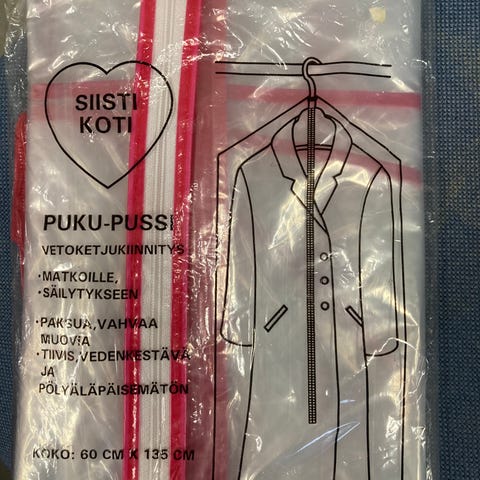 SIISTI
KOTI
PUKU-PUSSI
VETOKETJUKIINNITYS
·MATKOILLE,
·SÄILYTYKSEEN
·PAKSUA, VAHVAA
MUOVIA
·TIIVIS, VEDENKESTÄVÄ
JA
PÖLYÄLÄPÄISEMÄTÖN
KOKO: 60 CM X 135 CM